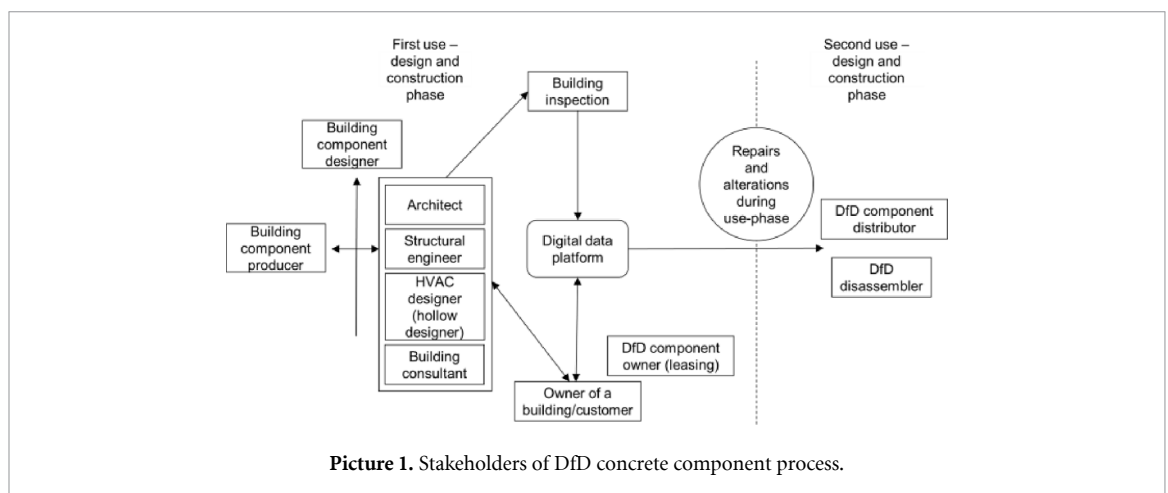 First use –
design and
construction
phase
Second use –
design and
construction
phase
Building
inspection
Building
component
designer
Repairs
and
alterations
during
use-phase
Architect
Building
component
producer
Structural
engineer
Digital data
platform
DfD component
distributor
HVAC
designer
(hollow
designer)
DfD
disassembler
Building
consultant
DfD component
owner (leasing)
Owner of a
building/customer
Picture 1. Stakeholders of DfD concrete component process.